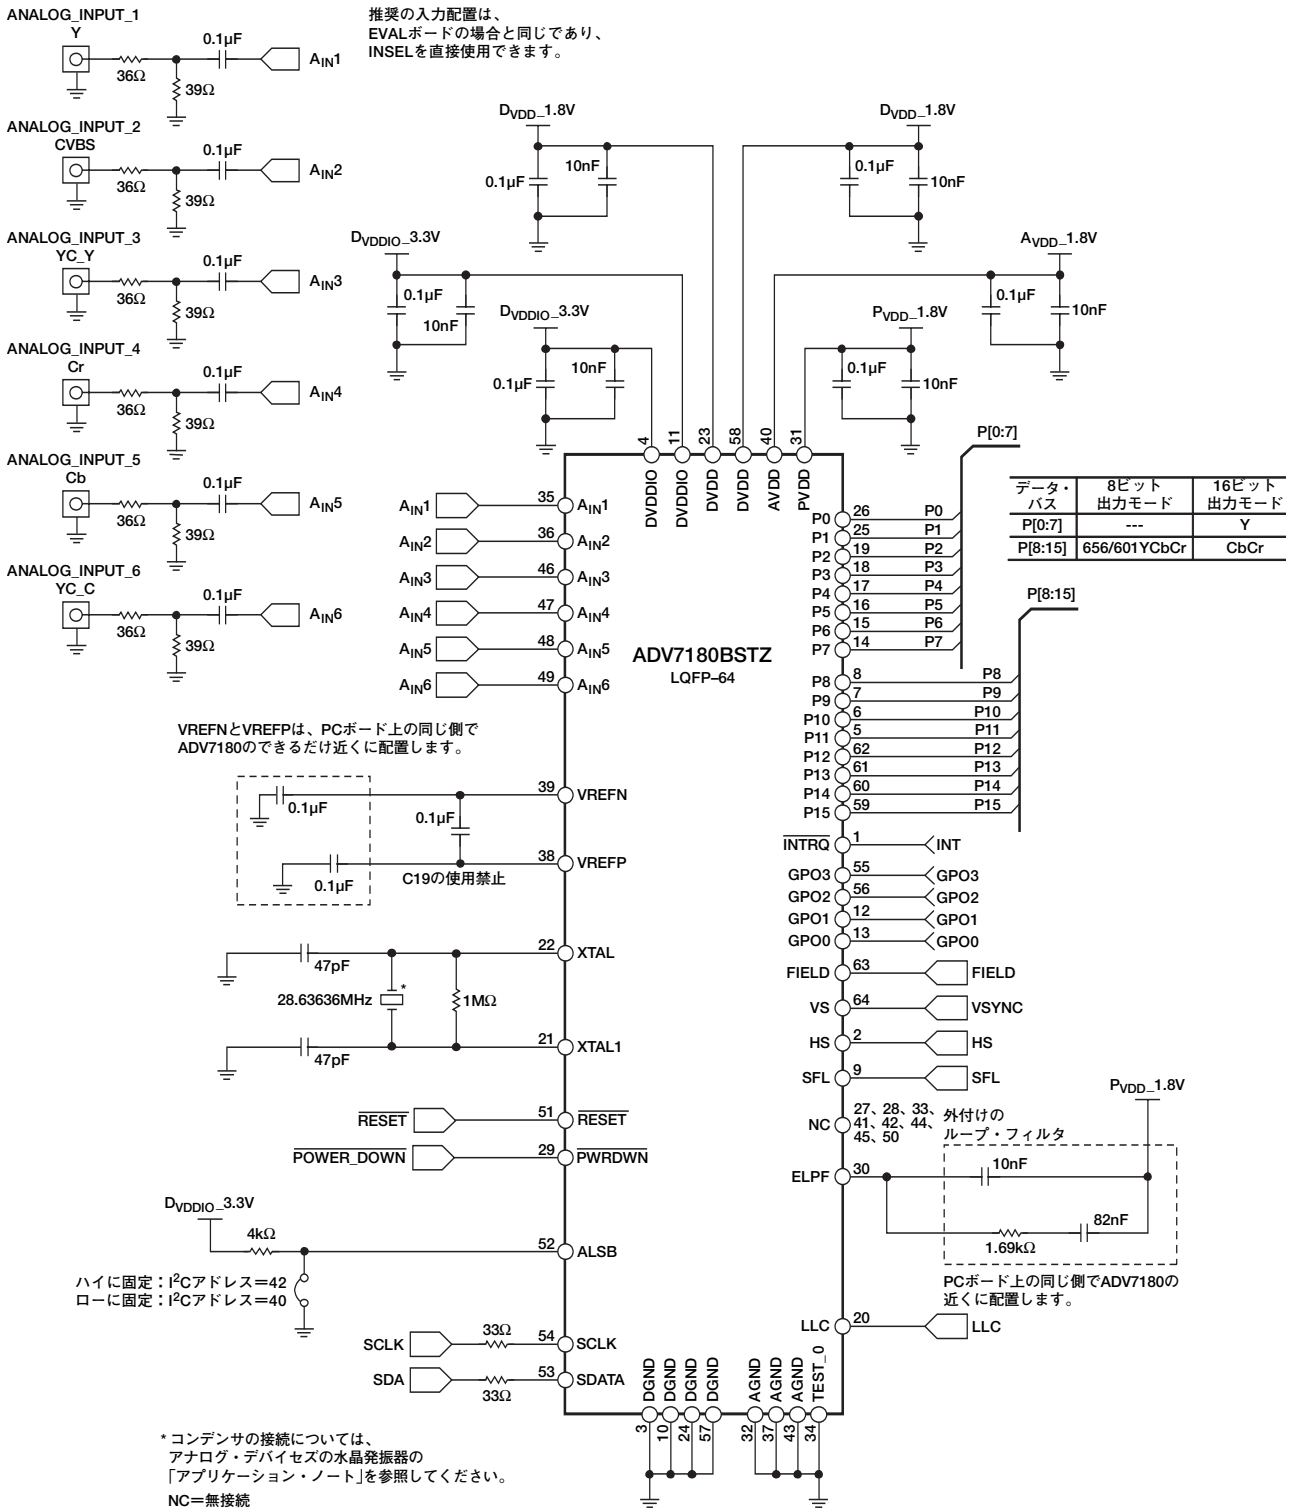 ANALOG_INPUT_1
Y
0.1μF
36Ω
39Ω
AIN1
推奨の入力配置は、
EVALボードの場合と同じであり、
INSELを直接使用できます。
ANALOG_INPUT_2
CVBS
0.1μF
36Ω
39Ω
AIN2
ANALOG_INPUT_3
YC_Y
0.1μF
36Ω
39Ω
AIN3
ANALOG_INPUT_4
Cr
0.1μF
36Ω
39Ω
AIN4
ANALOG_INPUT_5
Cb
0.1μF
36Ω
39Ω
AIN5
ANALOG_INPUT_6
YC_C
0.1μF
36Ω
39Ω
AIN6
DVDD_1.8V
0.1μF
10nF
DVDD_1.8V
0.1μF
10nF
DVDDIO_3.3V
0.1μF
10nF
AVDD_1.8V
0.1μF
10nF
DVDDIO_3.3V
0.1μF
10nF
PVDD_1.8V
0.1μF
10nF
4
11
23
58
40
31
DVDDIO
DVDDIO
DVDD
DVDD
AVDD
PVDD
AIN1 35 AIN1
AIN2 36 AIN2
AIN3 46 AIN3
AIN4 47 AIN4
AIN5 48 AIN5
AIN6 49 AIN6
ADV7180BSTZ
LQFP–64
P[0:7]
P0 26 P0
P1 25 P1
P2 19 P2
P3 18 P3
P4 17 P4
P5 16 P5
P6 15 P6
P7 14 P7
データ・バス 8ビット出力モード 16ビット出力モード
P[0:7] --- Y
P[8:15] 656/601YCbCr CbCr
P[8:15]
P8 8 P8
P9 7 P9
P10 6 P10
P11 5 P11
P12 62 P12
P13 61 P13
P14 60 P14
P15 59 P15
VREFNとVREFPは、PCボード上の同じ側で
ADV7180のできるだけ近くに配置します。
0.1μF
0.1μF
39 VREFN
0.1μF
38 VREFP
C19の使用禁止
INTRQ 1 INT
GPO3 55 GPO3
GPO2 56 GPO2
GPO1 12 GPO1
GPO0 13 GPO0
FIELD 63 FIELD
VS 64 VSYNC
HS 2 HS
SFL 9 SFL
47pF
22 XTAL
28.63636MHz
*
1MΩ
47pF
21 XTAL1
RESET 51 RESET
POWER_DOWN 29 PWRDWN
NC 27、28、33、
41、42、44、
45、50
外付けの
ループ・フィルタ
PVDD_1.8V
ELPF 30
10nF
82nF
1.69kΩ
PCボード上の同じ側でADV7180の
近くに配置します。
DVDDIO_3.3V
4kΩ
52 ALSB
ハイに固定：I2Cアドレス＝42
ローに固定：I2Cアドレス＝40
LLC 20 LLC
SCLK 33Ω 54 SCLK
SDA 33Ω 53 SDATA
DGND
DGND
DGND
DGND
AGND
AGND
AGND
TEST_0
3
10
24
57
32
37
43
34
* コンデンサの接続については、
アナログ・デバイセズの水晶発振器の
「アプリケーション・ノート」を参照してください。
NC＝無接続